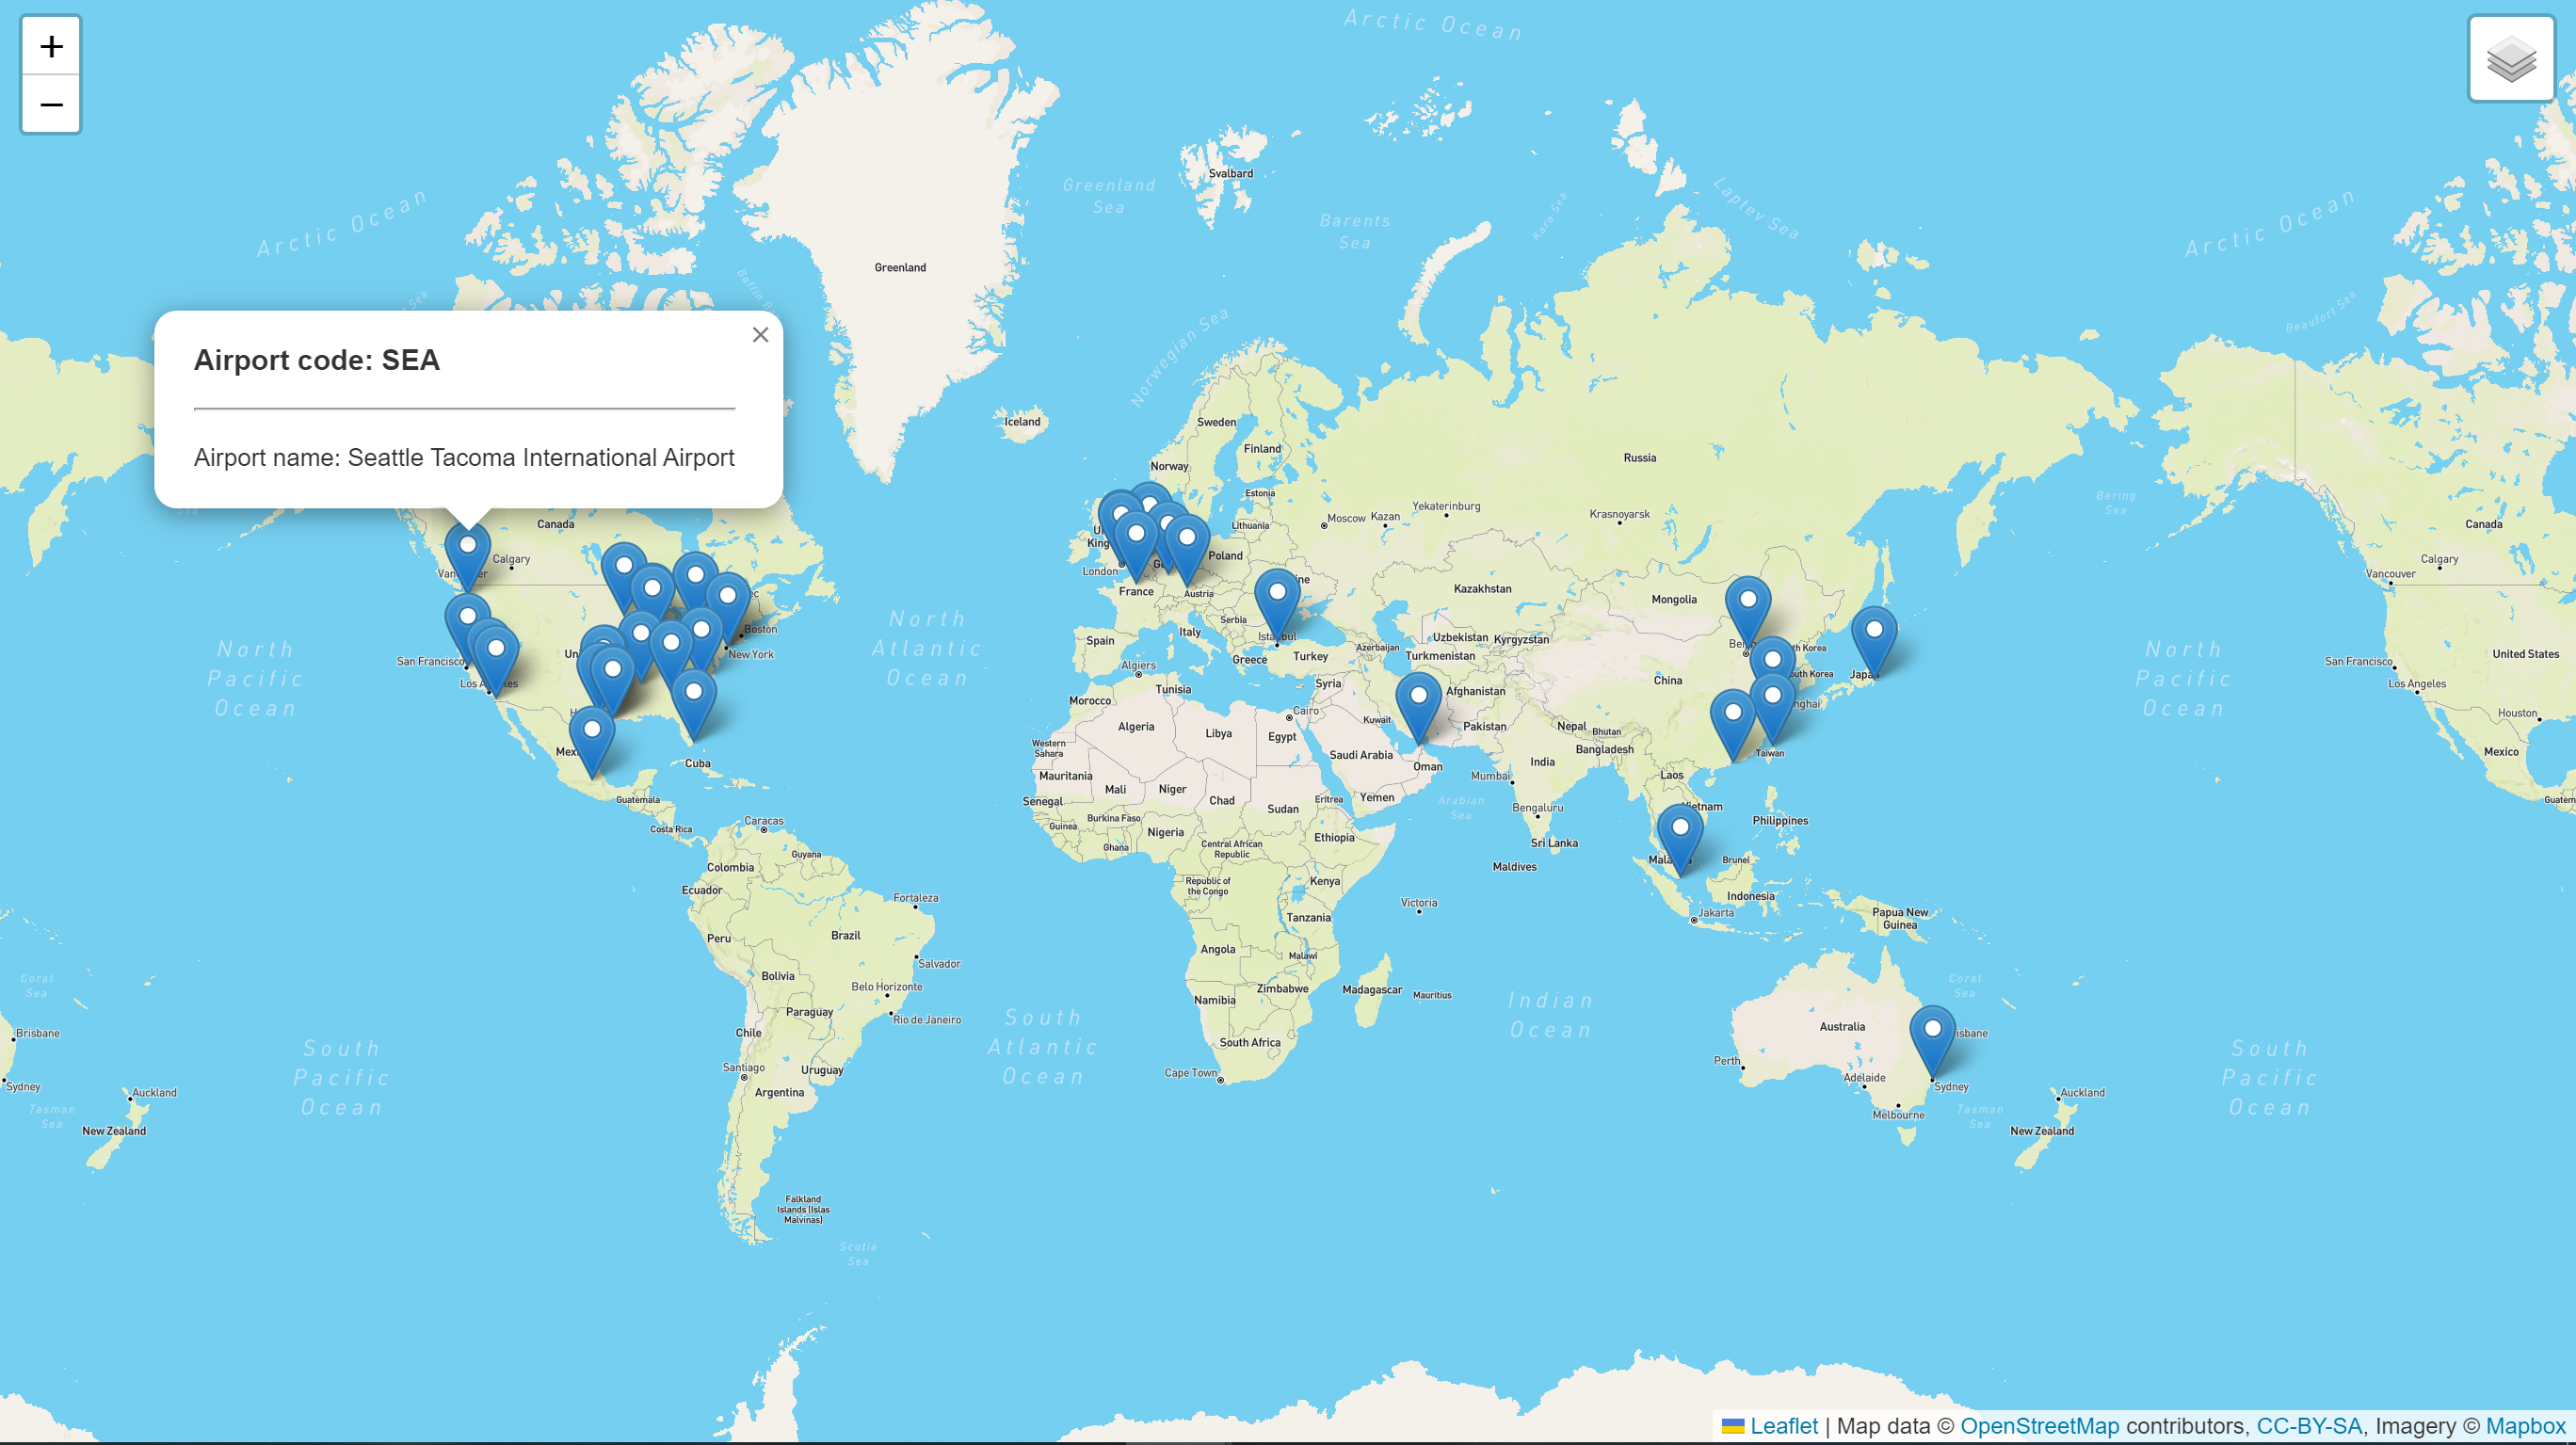 +
−
Arctic Ocean
Arctic Ocean
Arctic Ocean
Greenland
Sea
Svalbard
Barents
Sea
Kara Sea
Laptev Sea
Greenland
Norwegian Sea
Beaufort Sea
×
Airport code: SEA
Airport name: Seattle Tacoma International Airport
Iceland
Sweden
Finland
Norway
Estonia
Lithuania
Moscow
Kazan
Yekaterinburg
Krasnoyarsk
Russia
Bering
Sea
Canada
Calgary
London
Poland
France
Austria
Serbia
Italy
Spain
Greece
Istanbul
Turkey
Kazakhstan
Mongolia
Uzbekistan
Kyrgyzstan
Azerbaijan
Turkmenistan
Afghanistan
China
Japan
Canada
Calgary
Vancouver
San Francisco
Los Angeles
United States
Houston
Mexico
Boston
New York
San Francisco
North
Pacific
Ocean
North
Atlantic
Ocean
North
Pacific
Ocean
Algiers
Tunisia
Morocco
Algeria
Libya
Egypt
Cairo
Syria
Kuwait
Pakistan
Nepal
Bhutan
Bangladesh
India
Western
Sahara
Mauritania
Mali
Niger
Chad
Sudan
Eritrea
Yemen
Saudi Arabia
Oman
Mumbai
Arabian
Sea
Bengaluru
Sri Lanka
Maldives
Laos
Taiwan
Philippines
Brunei
Indonesia
Jakarta
Papua New
Guinea
Cuba
Guatemala
Costa Rica
Caracas
Guyana
Colombia
Ecuador
Peru
Brazil
Fortaleza
Salvador
Bolivia
Belo Horizonte
Rio de Janeiro
Paraguay
Chile
Santiago
Uruguay
Argentina
Falkland
Islands (Islas
Malvinas)
Scotia
Sea
Senegal
Guinea
Burkina Faso
Ghana
Nigeria
Central African
Republic
Ethiopia
Republic of
the Congo
Kenya
Tanzania
Victoria
Angola
Malawi
Zimbabwe
Namibia
Madagascar
Mauritius
South Africa
Cape Town
South
Atlantic
Ocean
Indian
Ocean
Coral
Sea
Australia
Perth
Adelaide
Sydney
Melbourne
Tasman
Sea
Auckland
New Zealand
South
Pacific
Ocean
Coral
Sea
Brisbane
Sydney
Tasman
Sea
Auckland
New Zealand
South
Pacific
Ocean
Leaflet | Map data © OpenStreetMap contributors, CC-BY-SA, Imagery © Mapbox